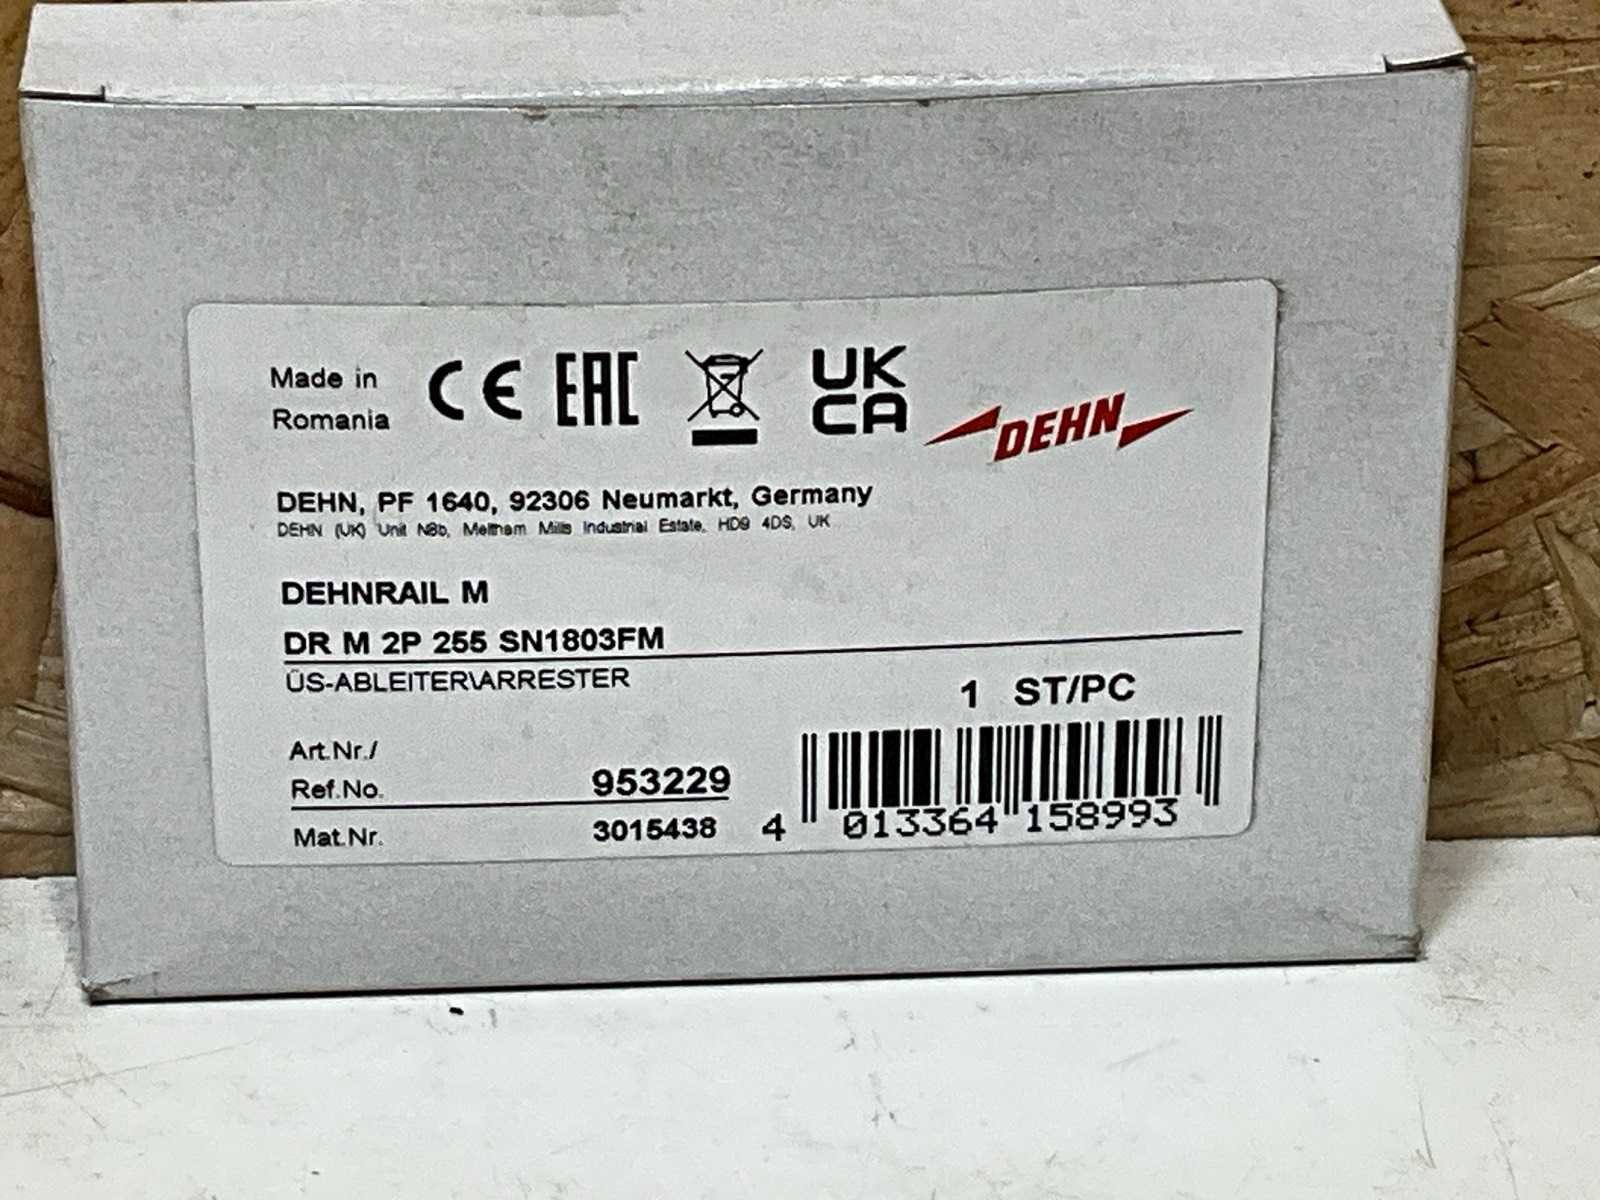 Made in
Romania
CE EAC UK
CA
DEHN
DEHN, PF 1640, 92306 Neumarkt, Germany
DEHN (UK) Unit N8b, Meltham Mills Industrial Estate, HD9 4DS, UK
DEHNRAIL M
DR M 2P 255 SN1803FM
ÜS-ABLEITER\ARRESTER
1 ST/PC
Art.Nr./
Ref.No. 953229
Mat.Nr. 3015438
4 013364 158993